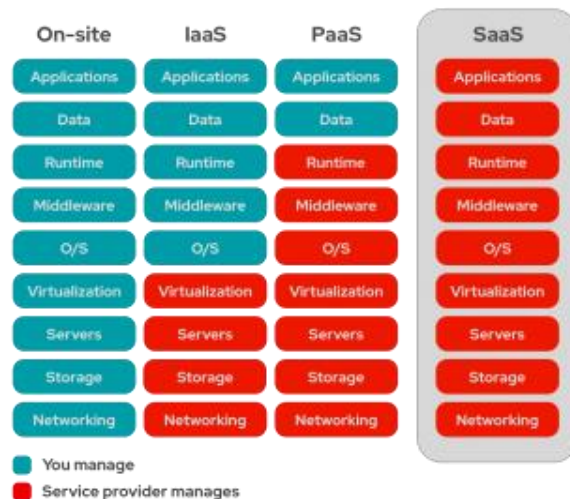 On-site IaaS PaaS SaaS
Applications Applications Applications Applications
Data Data Data Data
Runtime Runtime Runtime Runtime
Middleware Middleware Middleware Middleware
O/S O/S O/S O/S
Virtualization Virtualization Virtualization Virtualization
Servers Servers Servers Servers
Storage Storage Storage Storage
Networking Networking Networking Networking
You manage
Service provider manages